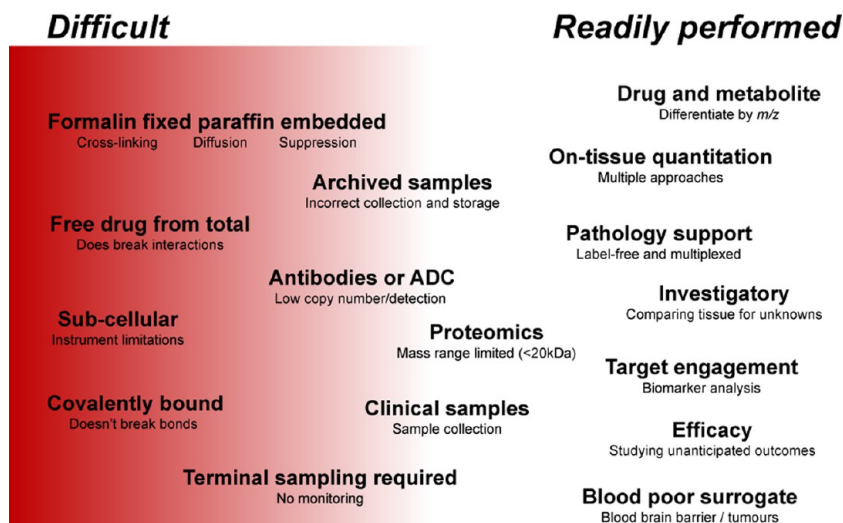 Difficult
Readily performed
Drug and metabolite
Differentiate by m/z
Formalin fixed paraffin embedded
Cross-linking Diffusion Suppression
On-tissue quantitation
Multiple approaches
Archived samples
Incorrect collection and storage
Free drug from total
Does break interactions
Pathology support
Label-free and multiplexed
Antibodies or ADC
Low copy number/detection
Investigatory
Comparing tissue for unknowns
Sub-cellular
Instrument limitations
Proteomics
Mass range limited (<20kDa)
Target engagement
Biomarker analysis
Covalently bound
Doesn't break bonds
Clinical samples
Sample collection
Efficacy
Studying unanticipated outcomes
Terminal sampling required
No monitoring
Blood poor surrogate
Blood brain barrier / tumours